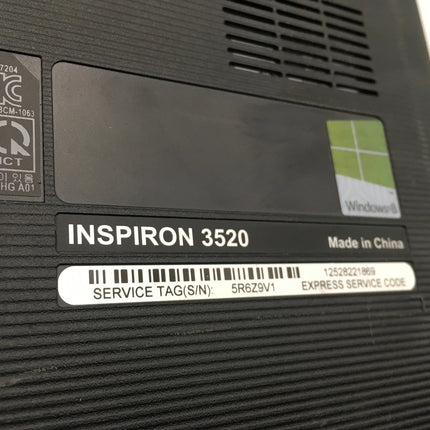 7204
BCM-1063
ICT
HG A01
Windows 8
INSPIRON 3520
Made in China
SERVICE TAG(S/N): 5R6Z9V1
12528221869
EXPRESS SERVICE CODE